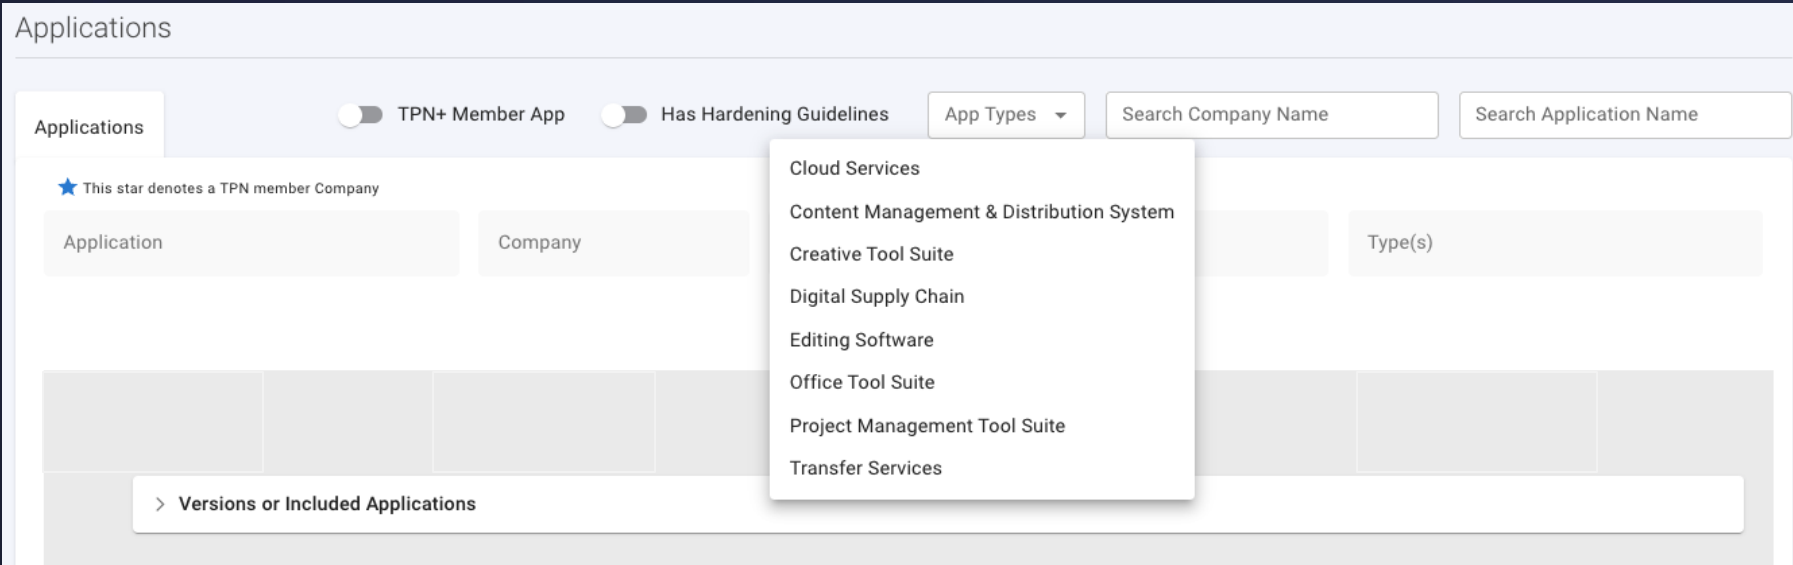 Applications
Applications
TPN+ Member App
Has Hardening Guidelines
App Types
Search Company Name
Search Application Name
This star denotes a TPN member Company
Application
Company
Type(s)
Cloud Services
Content Management & Distribution System
Creative Tool Suite
Digital Supply Chain
Editing Software
Office Tool Suite
Project Management Tool Suite
Transfer Services
Versions or Included Applications